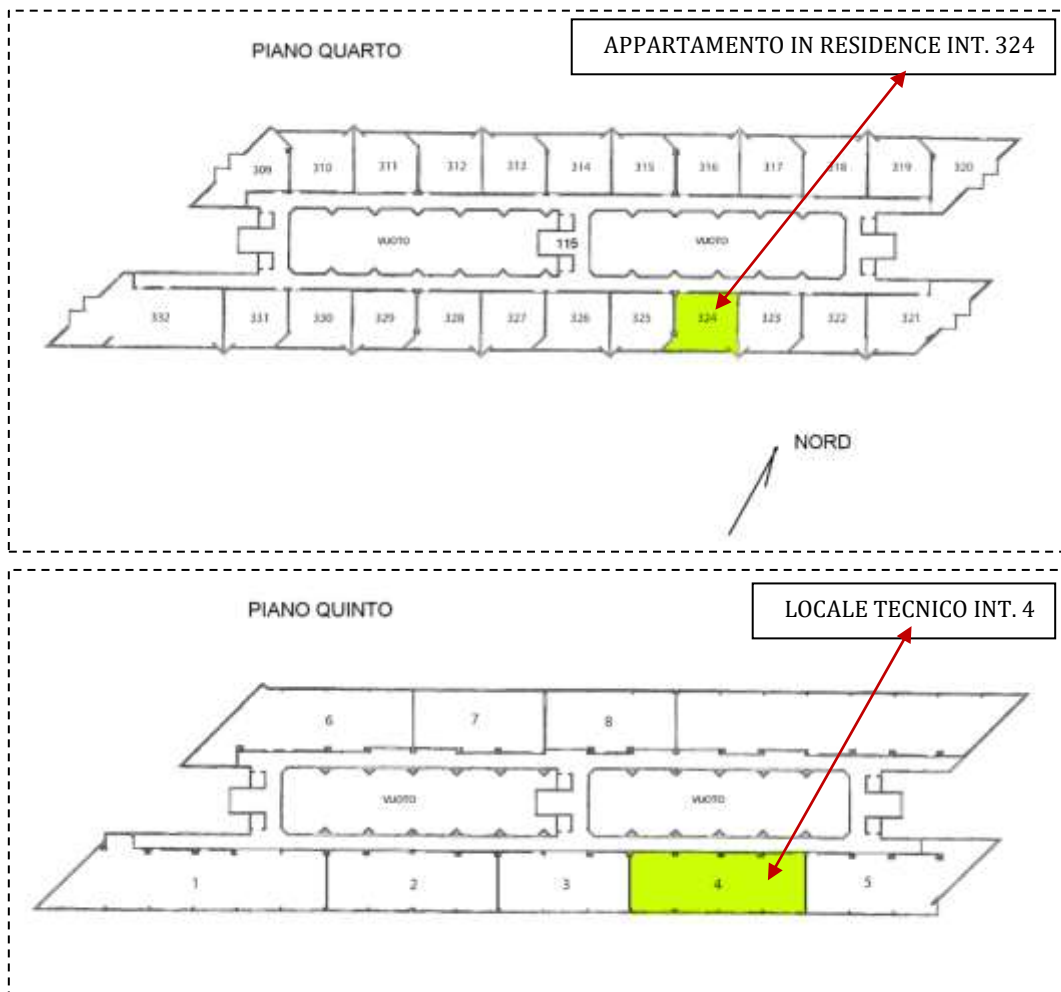 PIANO QUARTO
APPARTAMENTO IN RESIDENCE INT. 324
309 310 311 312 313 314 315 316 317 318 319 320
VUOTO 115 VUOTO
332 331 330 329 328 327 326 325 324 323 322 321
NORD
PIANO QUINTO
LOCALE TECNICO INT. 4
6 7 8
VUOTO VUOTO
1 2 3 4 5